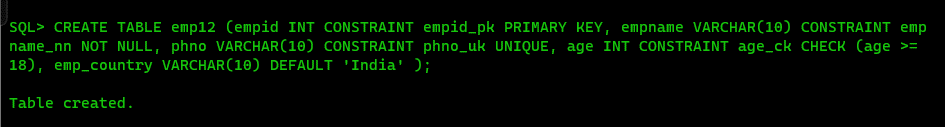 SQL> CREATE TABLE emp12 (empid INT CONSTRAINT empid_pk PRIMARY KEY, empname VARCHAR(10) CONSTRAINT emp
name_nn NOT NULL, phno VARCHAR(10) CONSTRAINT phno_uk UNIQUE, age INT CONSTRAINT age_ck CHECK (age >=
18), emp_country VARCHAR(10) DEFAULT 'India' );
Table created.